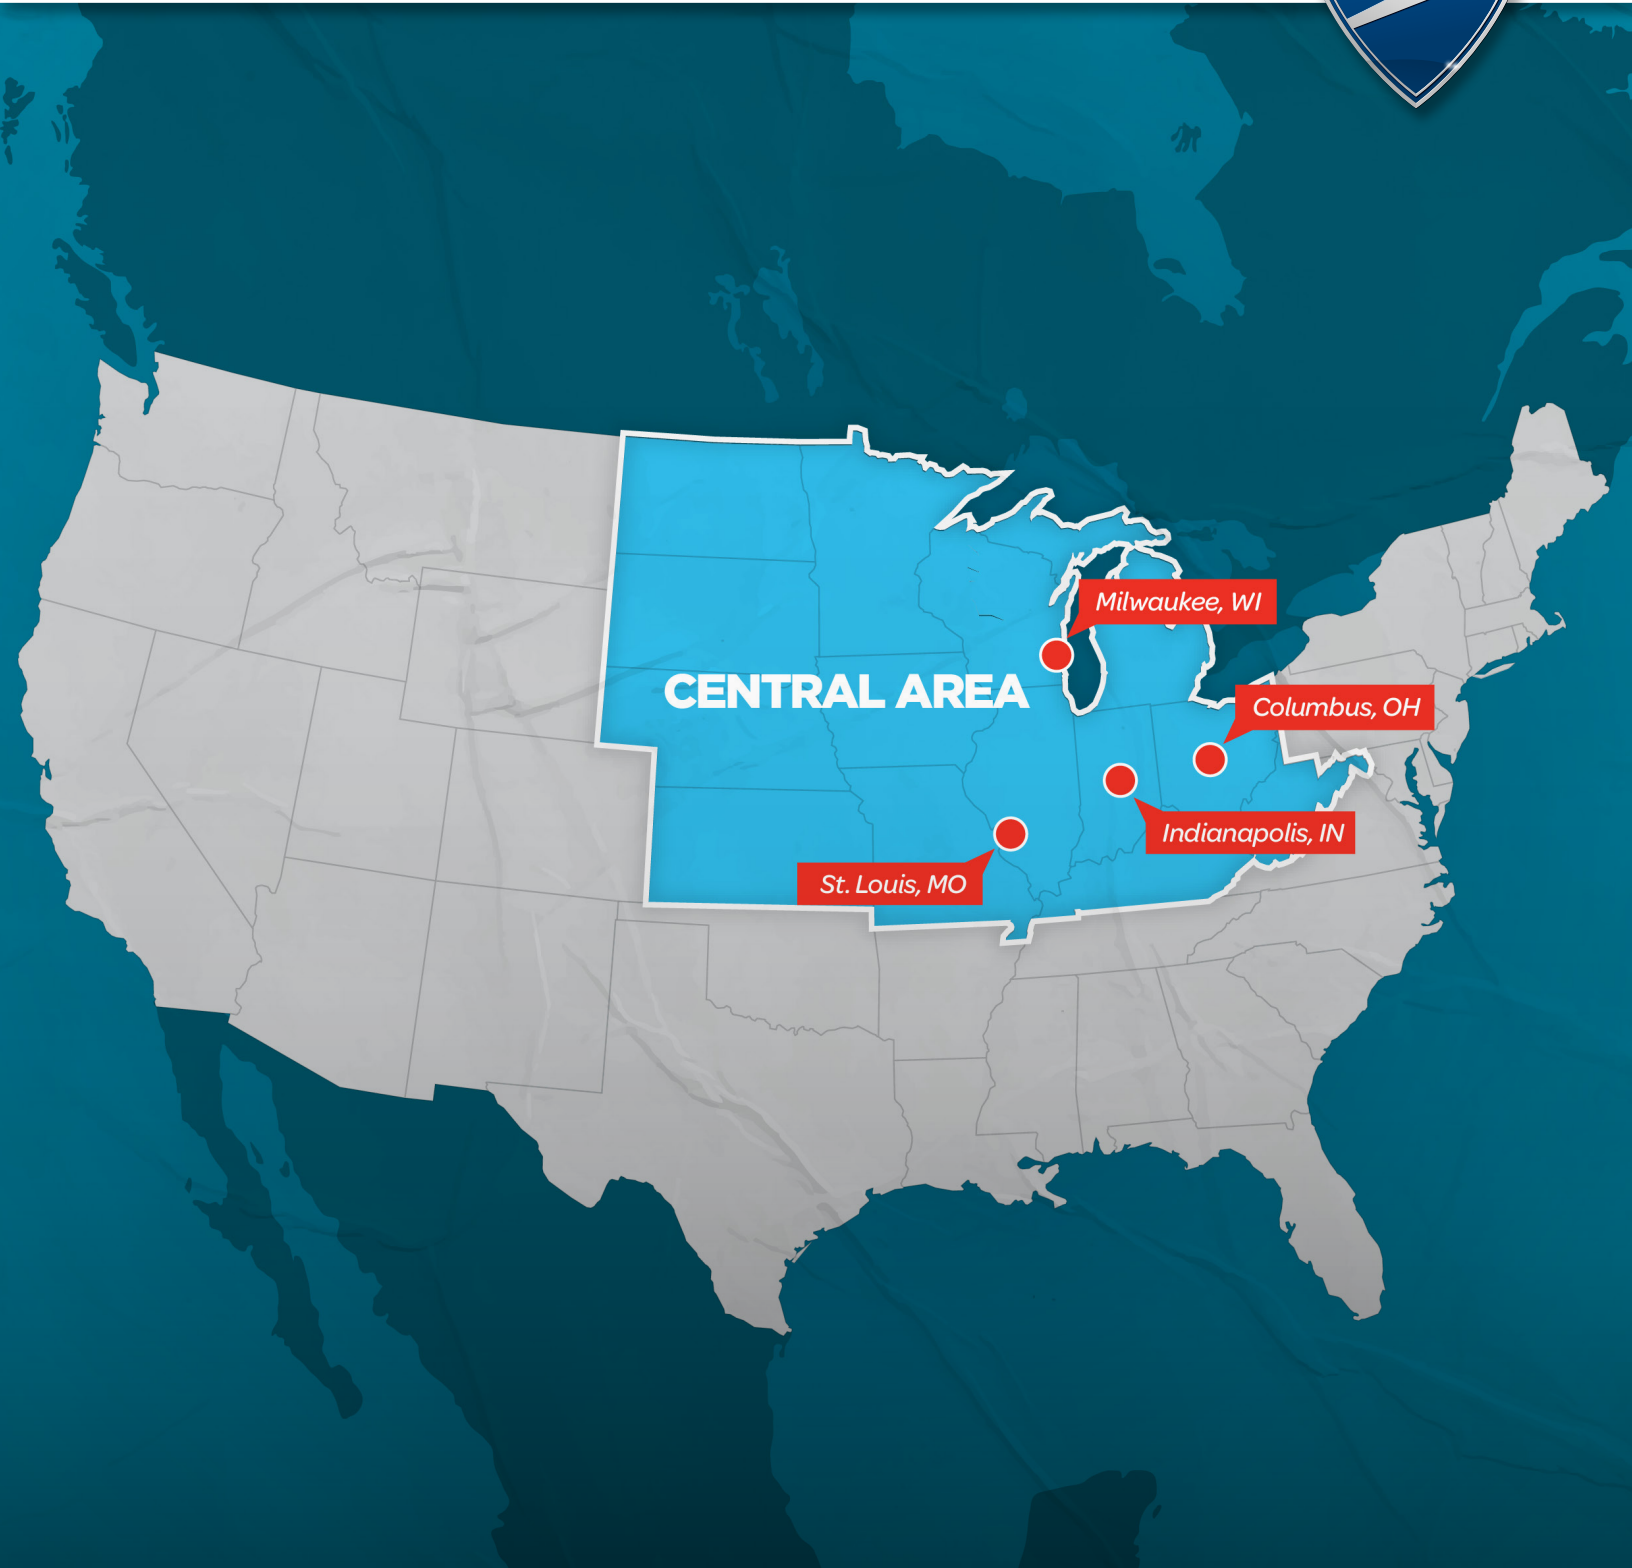 Milwaukee, WI
CENTRAL AREA
Columbus, OH
Indianapolis, IN
St. Louis, MO